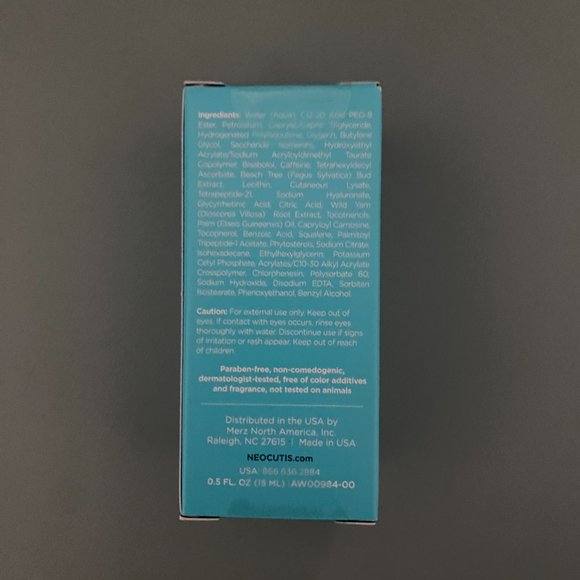 Ingredients: Water (Aqua), C12-20 Acid PEG-8
Ester, Petrolatum, Caprylic/Capric Triglyceride,
Hydrogenated Polyisobutene, Glycerin, Butylene
Glycol, Saccharide Isomerate, Hydroxyethyl
Acrylate/Sodium Acryloyldimethyl Taurate
Copolymer, Bisabolol, Caffeine, Tetrahexyldecyl
Ascorbate, Beech Tree (Fagus Sylvatica) Bud
Extract, Lecithin, Cutaneous Lysate,
Tetrapeptide-21, Sodium Hyaluronate,
Glycyrrhetinic Acid, Citric Acid, Wild Yam
(Dioscorea Villosa) Root Extract, Tocotrienols,
Palm (Elaeis Guineensis) Oil, Capryloyl Carnosine,
Tocopherol, Benzoic Acid, Squalene, Palmitoyl
Tripeptide-1 Acetate, Phytosterols, Sodium Citrate,
Isohexadecane, Ethylhexylglycerin, Potassium
Cetyl Phosphate, Acrylates/C10-30 Alkyl Acrylate
Crosspolymer, Chlorphenesin, Polysorbate 60,
Sodium Hydroxide, Disodium EDTA, Sorbitan
Isostearate, Phenoxyethanol, Benzyl Alcohol.
Caution: For external use only. Keep out of
eyes. If contact with eyes occurs, rinse eyes
thoroughly with water. Discontinue use if signs
of irritation or rash appear. Keep out of reach
of children.
Paraben-free, non-comedogenic,
dermatologist-tested, free of color additives
and fragrance, not tested on animals
Distributed in the USA by
Merz North America, Inc.
Raleigh, NC 27615 | Made in USA
NEOCUTIS.com
USA: 866.636.2884
0.5 FL. OZ (15 ML) | AW00984-00